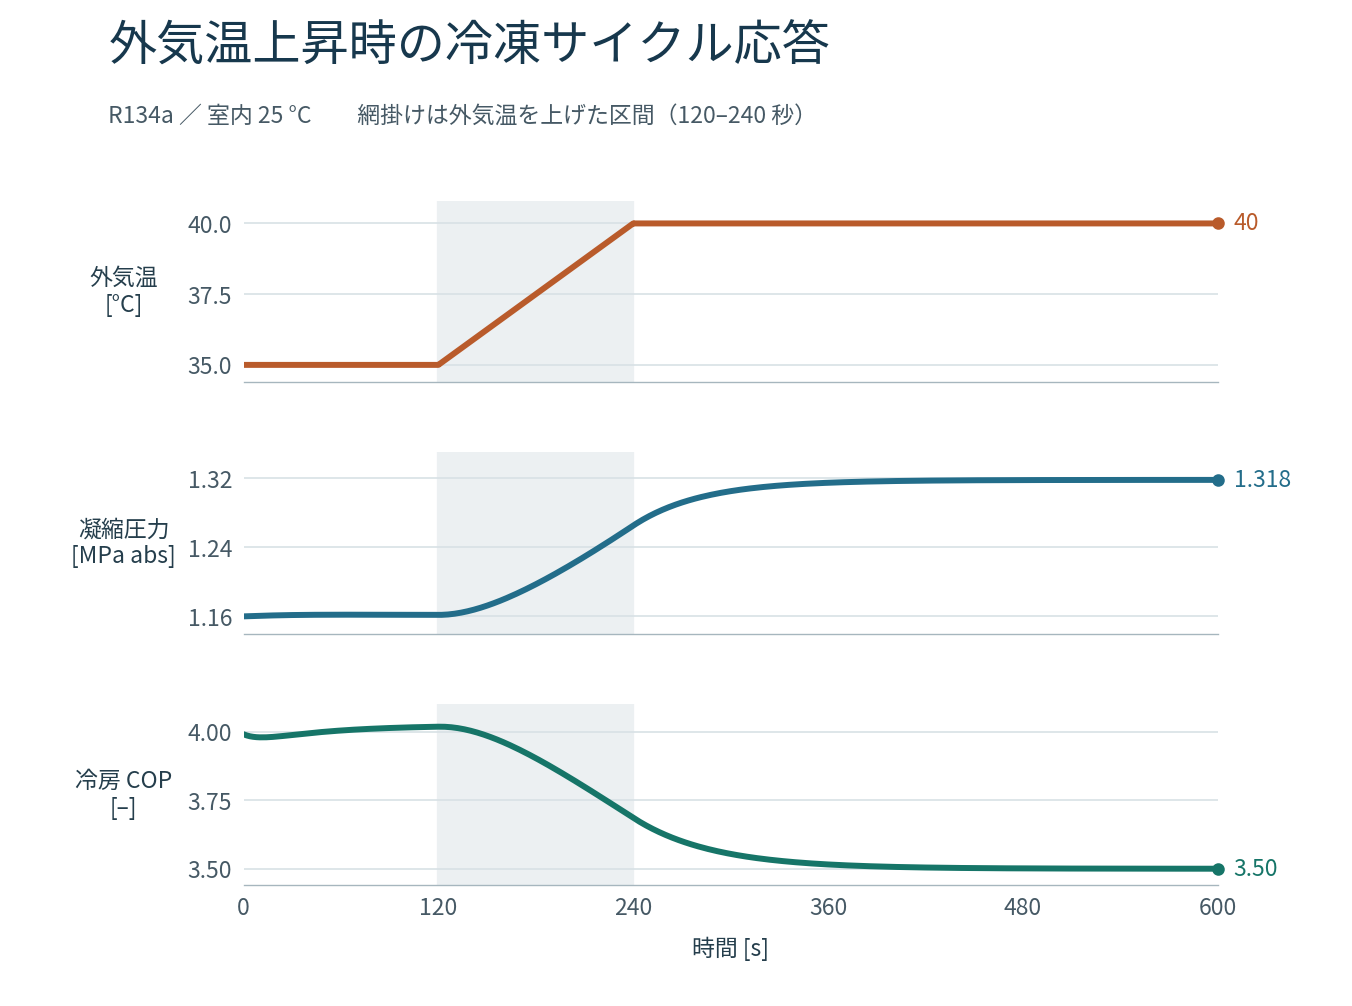 外気温上昇時の冷凍サイクル応答
R134a ／ 室内 25 °C　　網掛けは外気温を上げた区間（120–240 秒）
外気温
[°C]
40.0
37.5
35.0
40
凝縮圧力
[MPa abs]
1.32
1.24
1.16
1.318
冷房 COP
[–]
4.00
3.75
3.50
3.50
0 120 240 360 480 600
時間 [s]